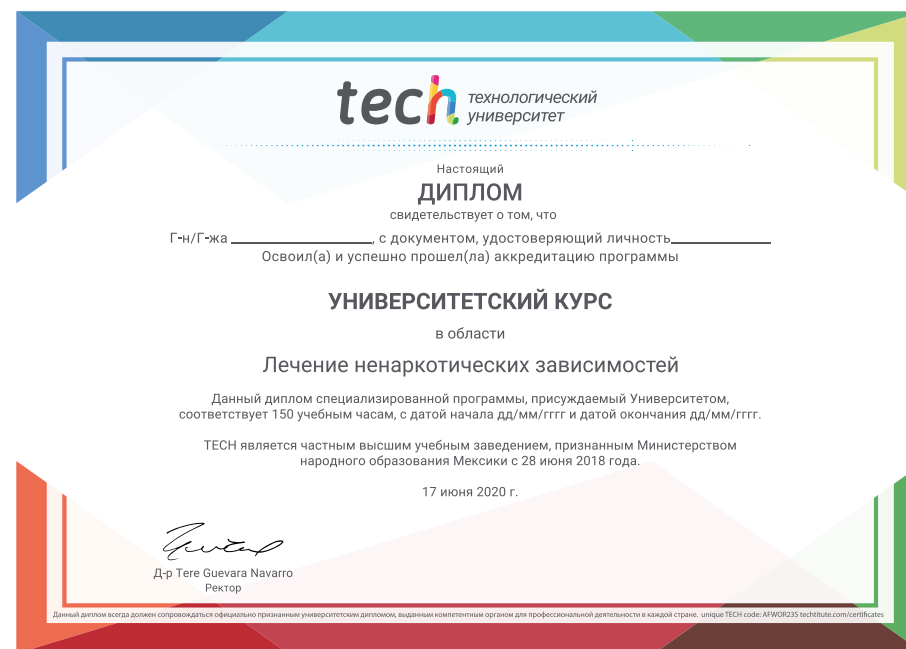 tech технологический
университет
Настоящий
ДИПЛОМ
свидетельствует о том, что
Г-н/Г-жа ____________________, с документом, удостоверяющий личность______________
Освоил(а) и успешно прошел(ла) аккредитацию программы
УНИВЕРСИТЕТСКИЙ КУРС
в области
Лечение ненаркотических зависимостей
Данный диплом специализированной программы, присуждаемый Университетом,
соответствует 150 учебным часам, с датой начала дд/мм/гггг и датой окончания дд/мм/гггг.
TECH является частным высшим учебным заведением, признанным Министерством
народного образования Мексики с 28 июня 2018 года.
17 июня 2020 г.
Д-р Tere Guevara Navarro
Ректор
Данный диплом всегда должен сопровождаться официально признанным университетским дипломом, выданным компетентным органом для профессиональной деятельности в каждой стране. unique TECH code: AFWOR23S techtitute.com/certificates